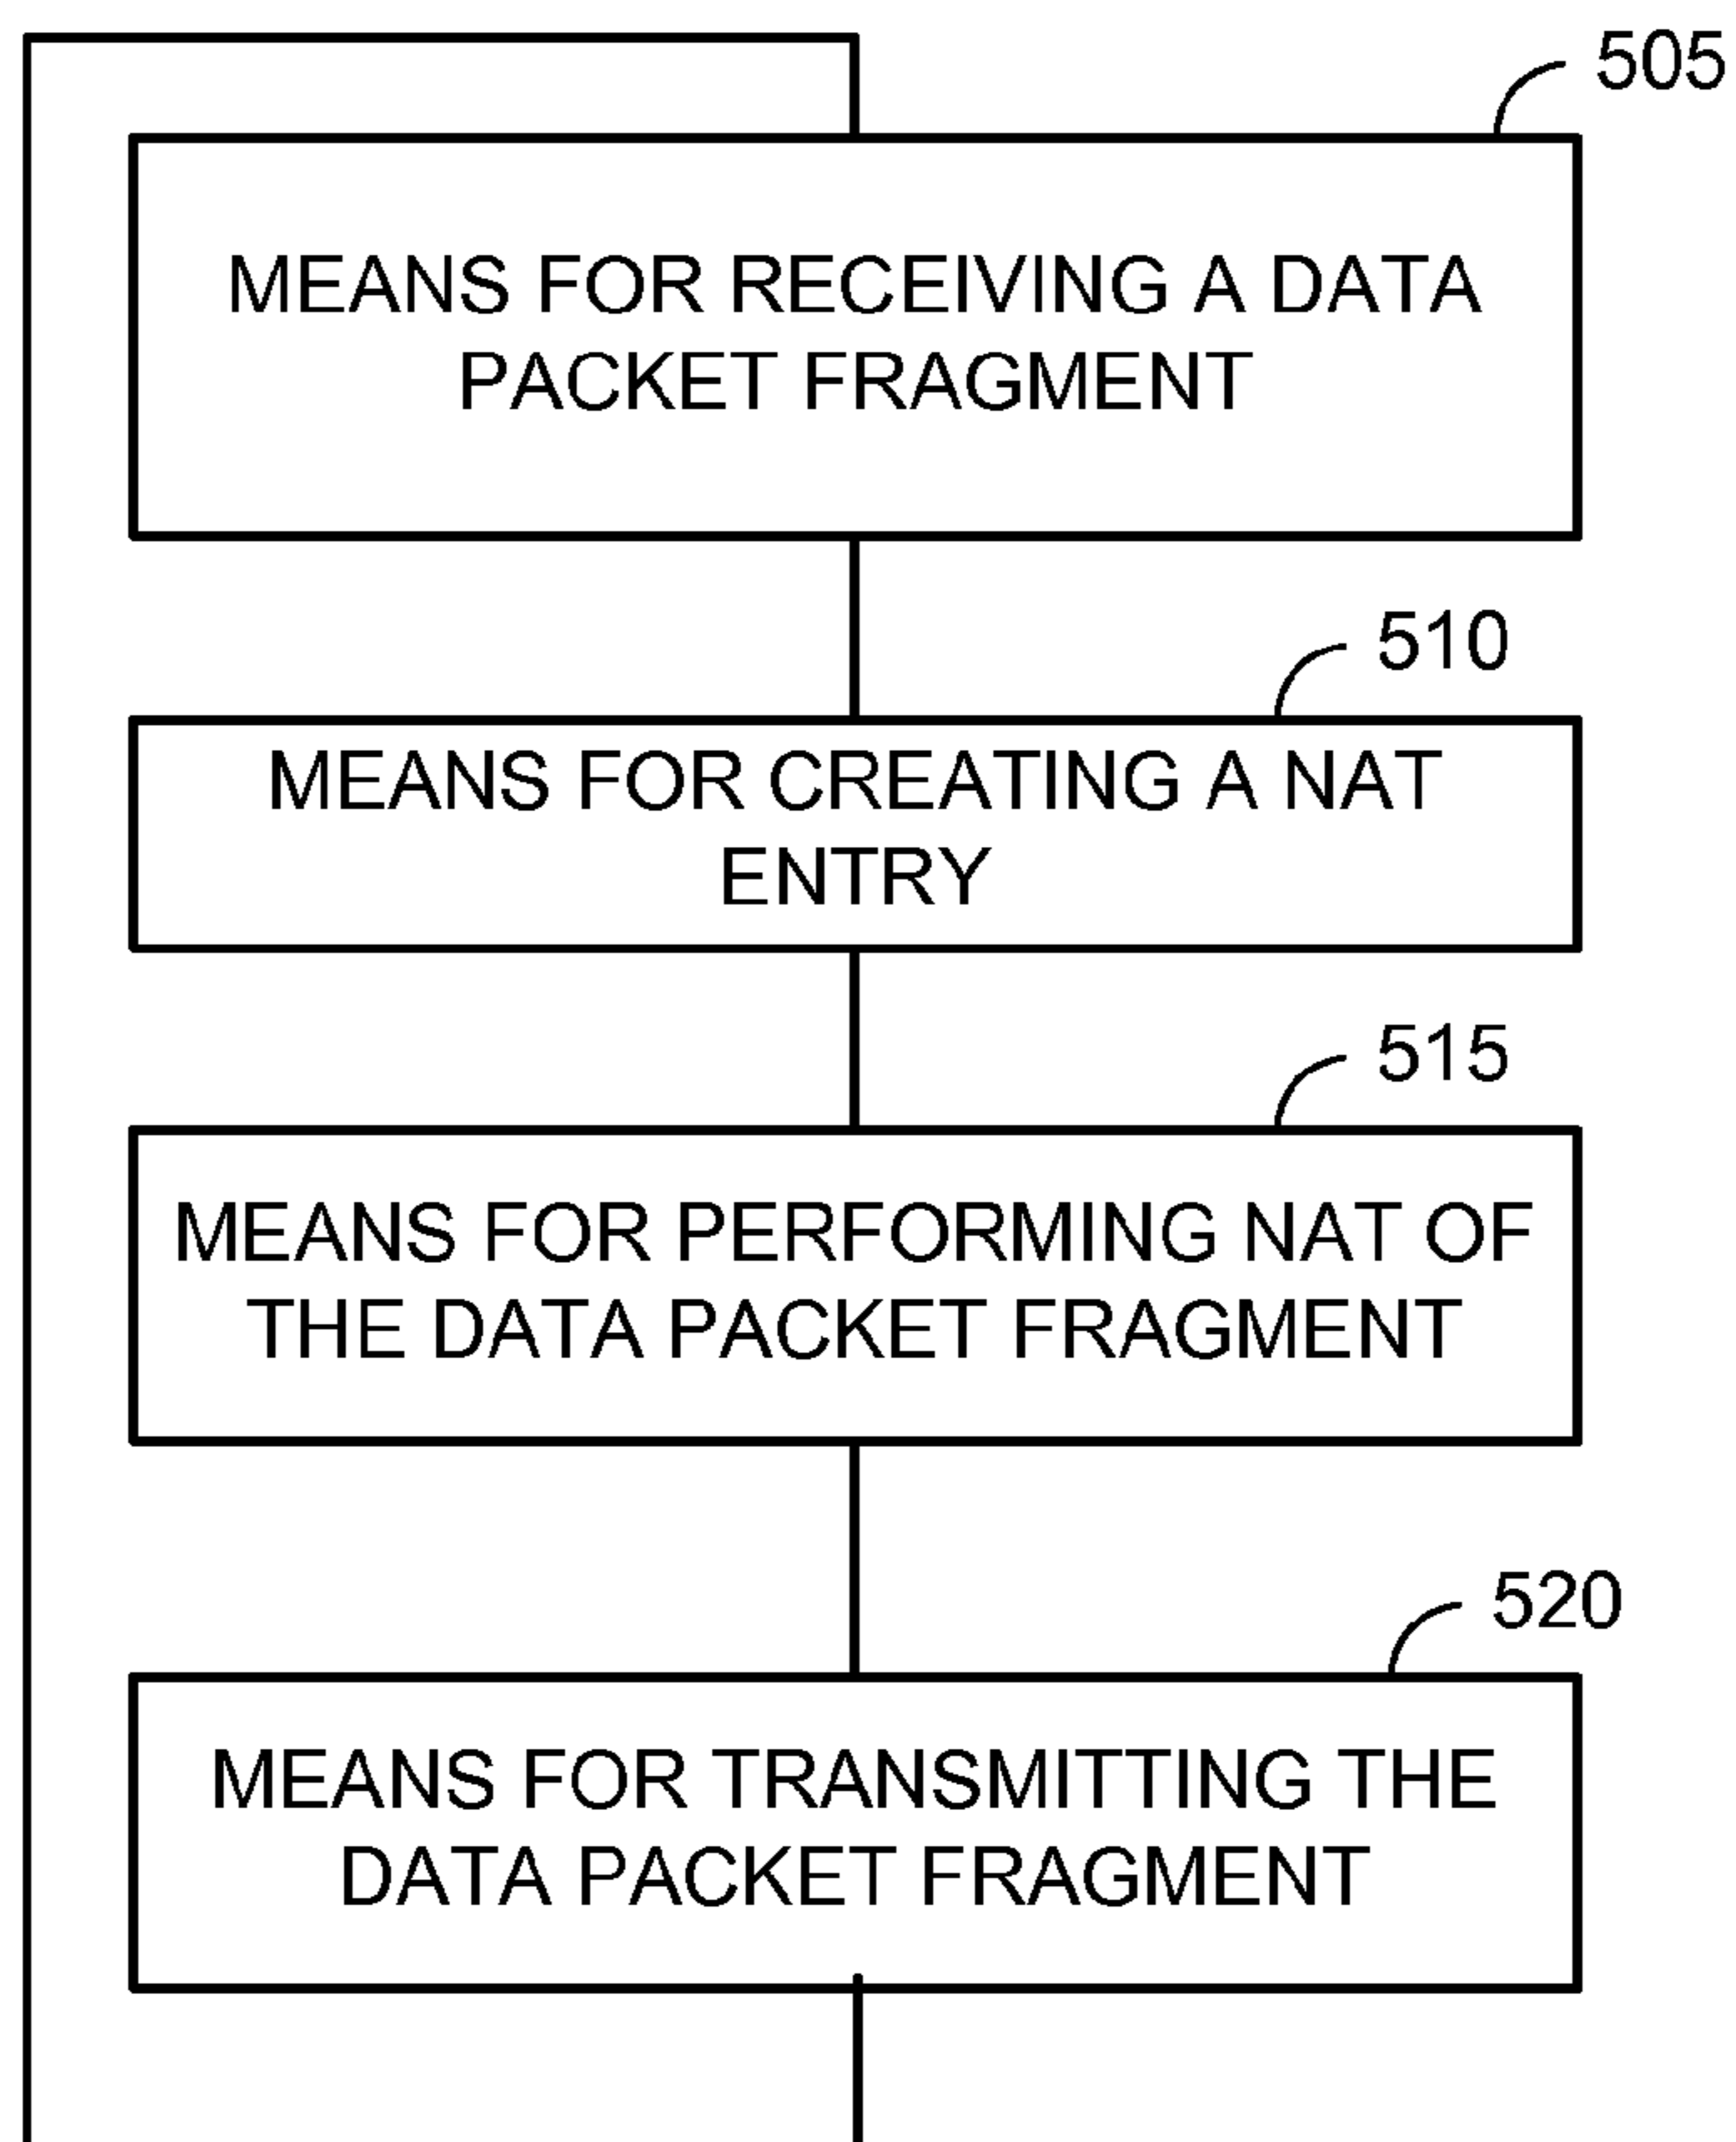 505
MEANS FOR RECEIVING A DATA
PACKET FRAGMENT
510
MEANS FOR CREATING A NAT
ENTRY
515
MEANS FOR PERFORMING NAT OF
THE DATA PACKET FRAGMENT
520
MEANS FOR TRANSMITTING THE
DATA PACKET FRAGMENT